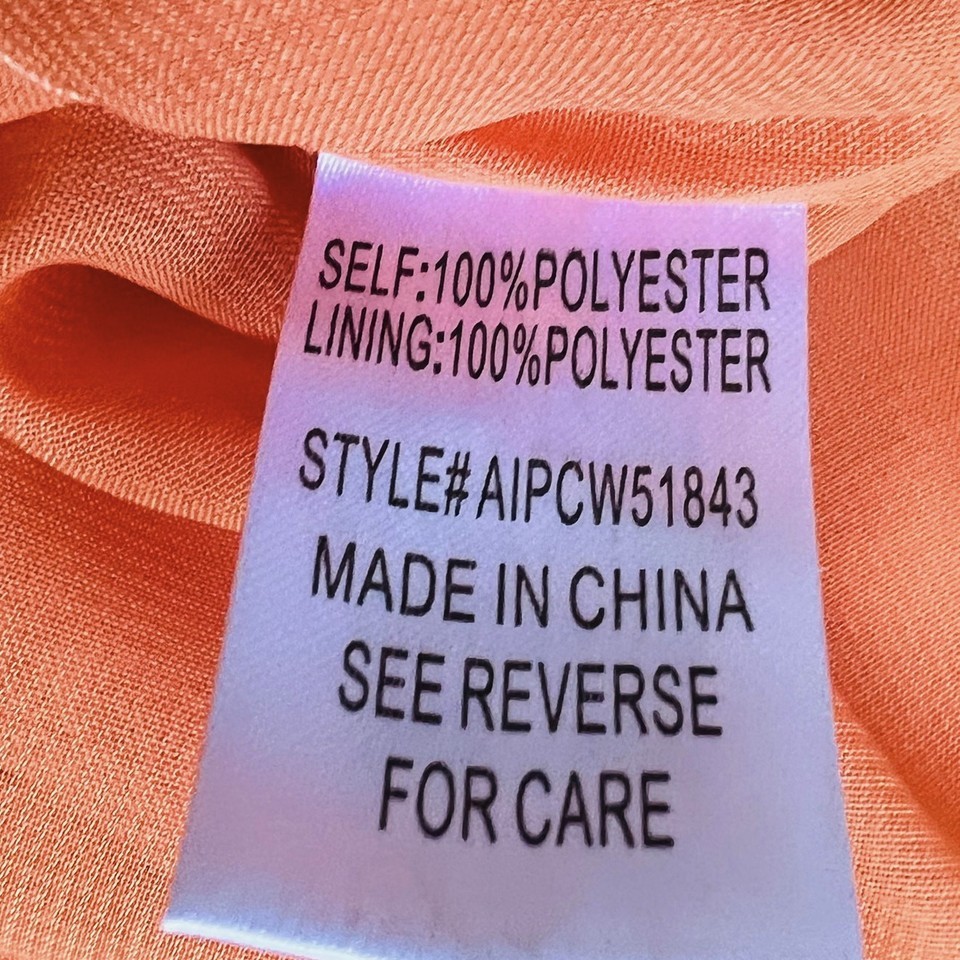 SELF:100%POLYESTER
LINING:100%POLYESTER
STYLE#AIPCW51843
MADE IN CHINA
SEE REVERSE
FOR CARE